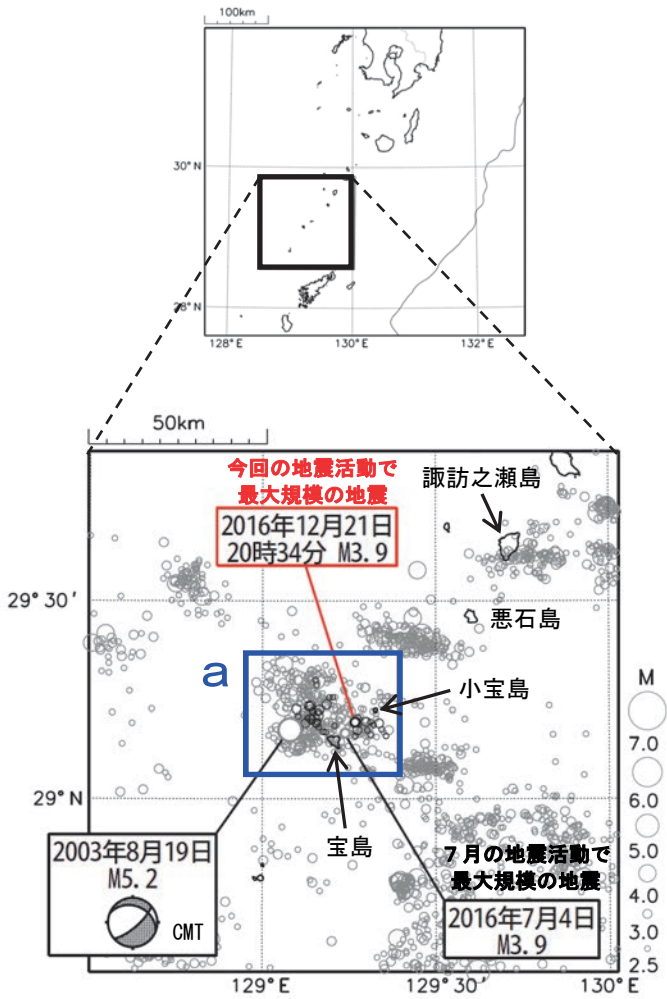 100km
30°N
28°N
128°E
130°E
132°E
50km
今回の地震活動で
最大規模の地震
2016年12月21日
20時34分 M3.9
諏訪之瀬島
29°30′
悪石島
a
小宝島
M
7.0
6.0
5.0
4.0
3.0
2.5
29°N
宝島
2003年8月19日
M5.2
CMT
7月の地震活動で
最大規模の地震
2016年7月4日
M3.9
129°E
129°30′E
130°E